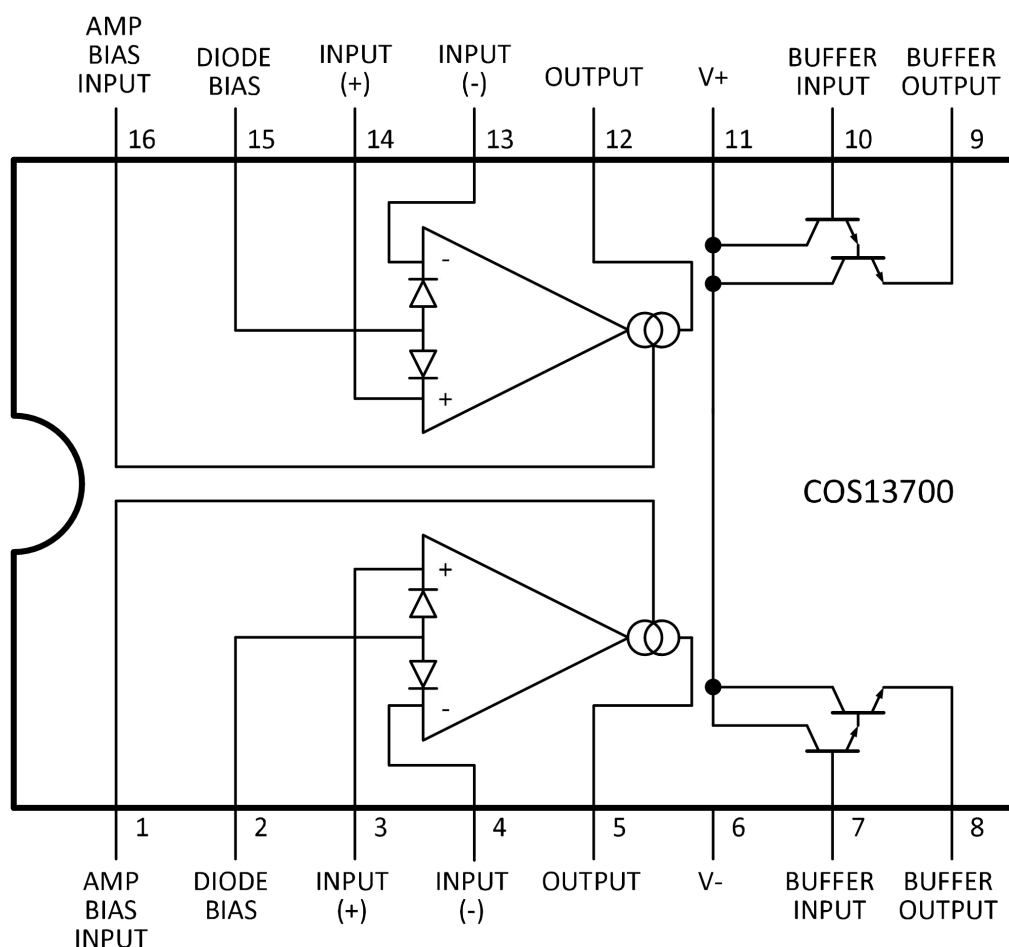 AMP
BIAS
INPUT
DIODE
BIAS
INPUT
(+)
INPUT
(-)
OUTPUT
V+
BUFFER
INPUT
BUFFER
OUTPUT
16
15
14
13
12
11
10
9
-
+
COS13700
+
-
1
2
3
4
5
6
7
8
AMP
BIAS
INPUT
DIODE
BIAS
INPUT
(+)
INPUT
(-)
OUTPUT
V-
BUFFER
INPUT
BUFFER
OUTPUT